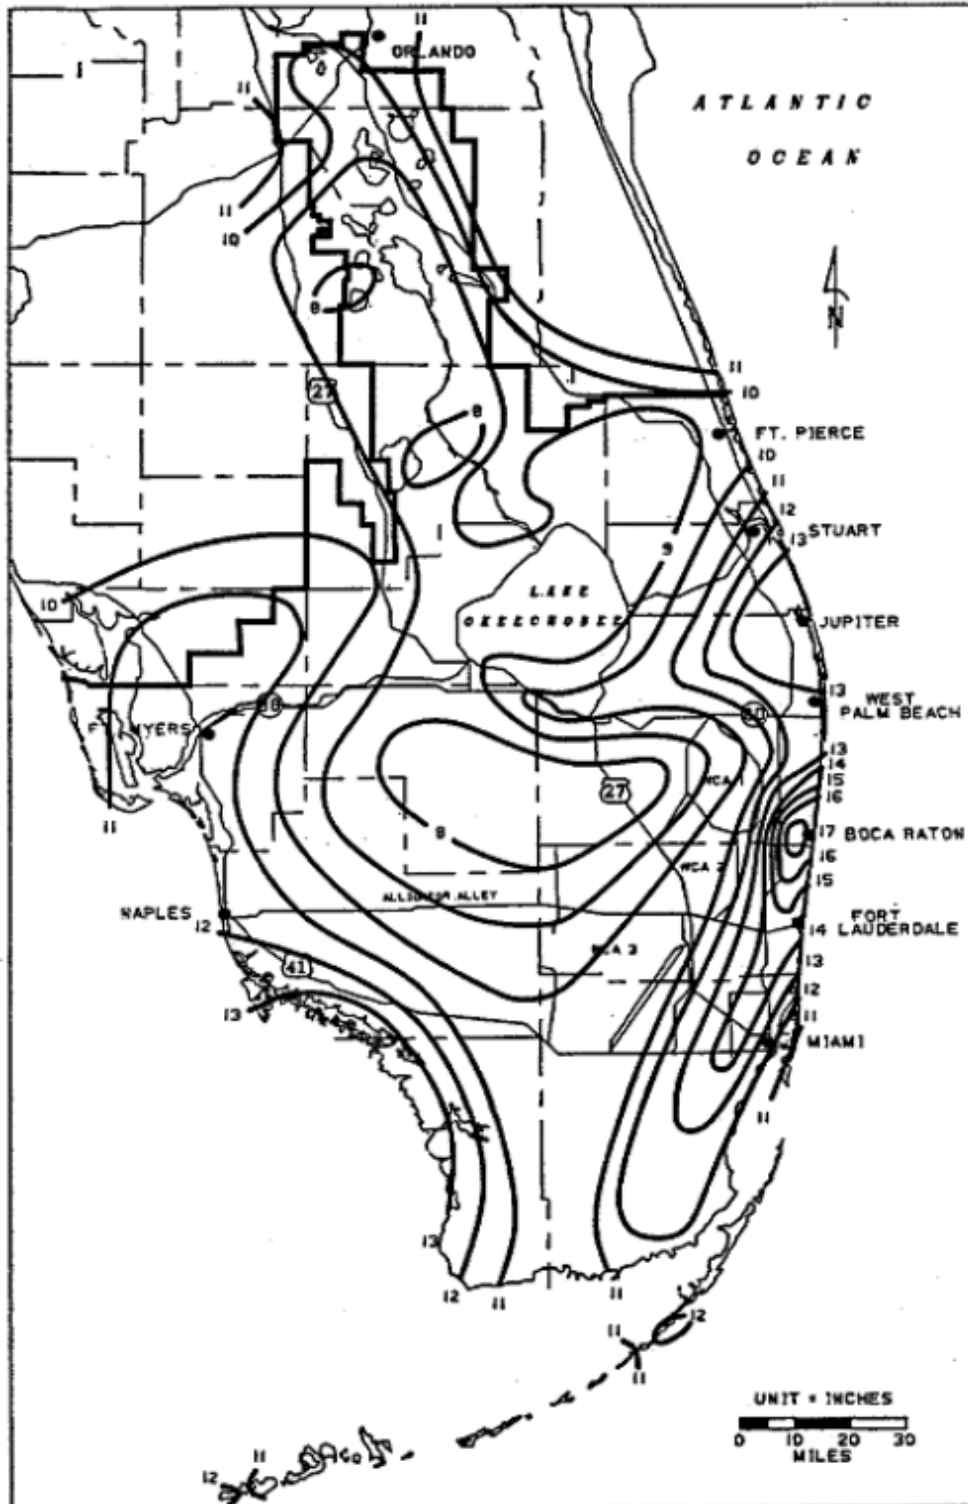 11
ORLANDO
1
11
ATLANTIC
OCEAN
11
10
8
N
27
11
10
8
FT. PIERCE
10
11
12
STUART
13
9
LAKE
OKEECHOBEE
10
JUPITER
13
WEST
PALM BEACH
80
80
FT. MYERS
13
14
15
16
WCA
27
17 BOCA RATON
9
16
WCA 2
15
11
ALLIGATOR ALLEY
NAPLES
12
FORT
14 LAUDERDALE
41
WCA 3
13
12
13
11
MIAMI
11
13
12
11
11
12
11
11
UNIT = INCHES
0 10 20 30
MILES
11
12